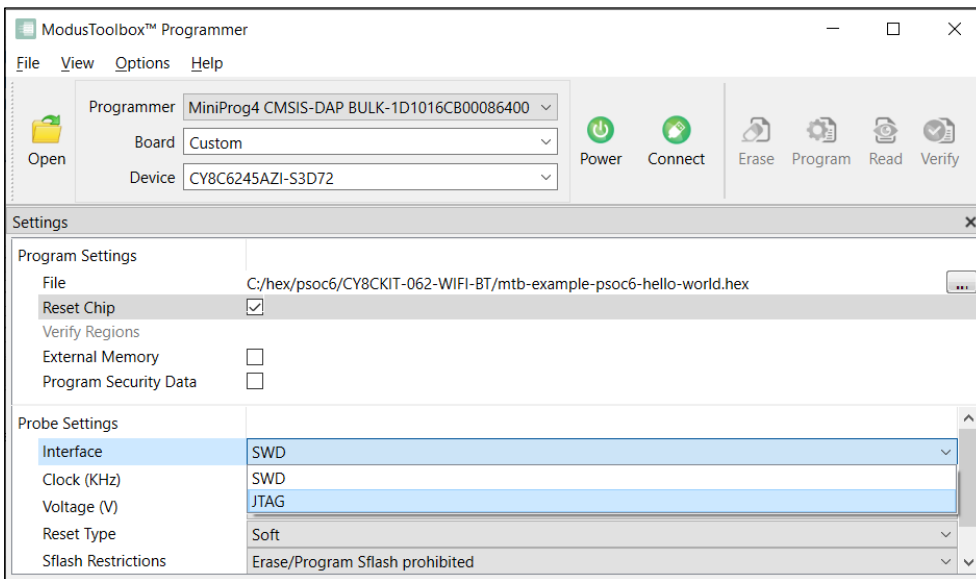 ModusToolbox™ Programmer
File View Options Help
Programmer MiniProg4 CMSIS-DAP BULK-1D1016CB00086400
Board Custom
Device CY8C6245AZI-S3D72
Open Power Connect Erase Program Read Verify
Settings
Program Settings
File C:/hex/psoc6/CY8CKIT-062-WIFI-BT/mtb-example-psoc6-hello-world.hex ...
Reset Chip
Verify Regions
External Memory
Program Security Data
Probe Settings
Interface SWD
Clock (KHz) SWD
Voltage (V) JTAG
Reset Type Soft
Sflash Restrictions Erase/Program Sflash prohibited